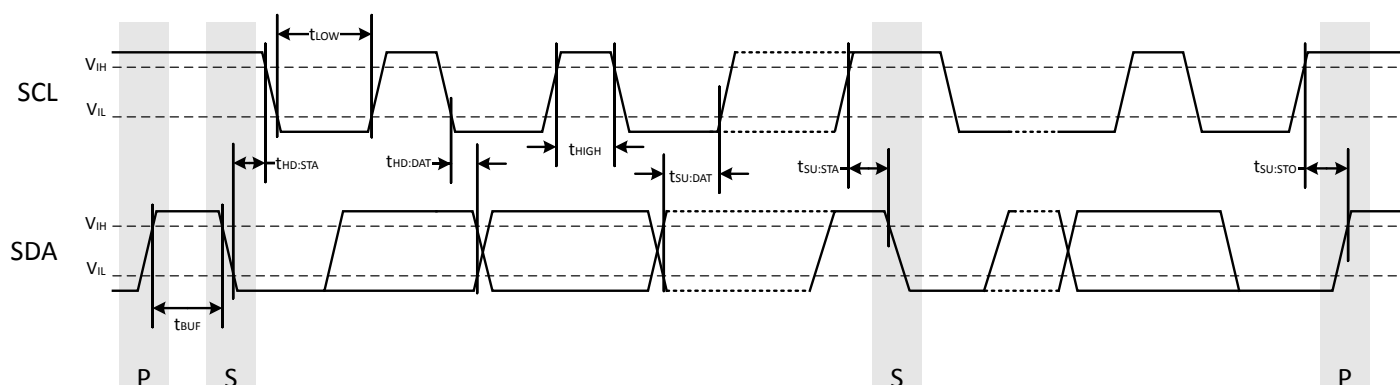 tLOW
VIH
SCL
VIL
tHD:STA
tHD:DAT
tHIGH
tSU:DAT
tSU:STA
tSU:STO
VIH
SDA
VIL
tBUF
P
S
S
P